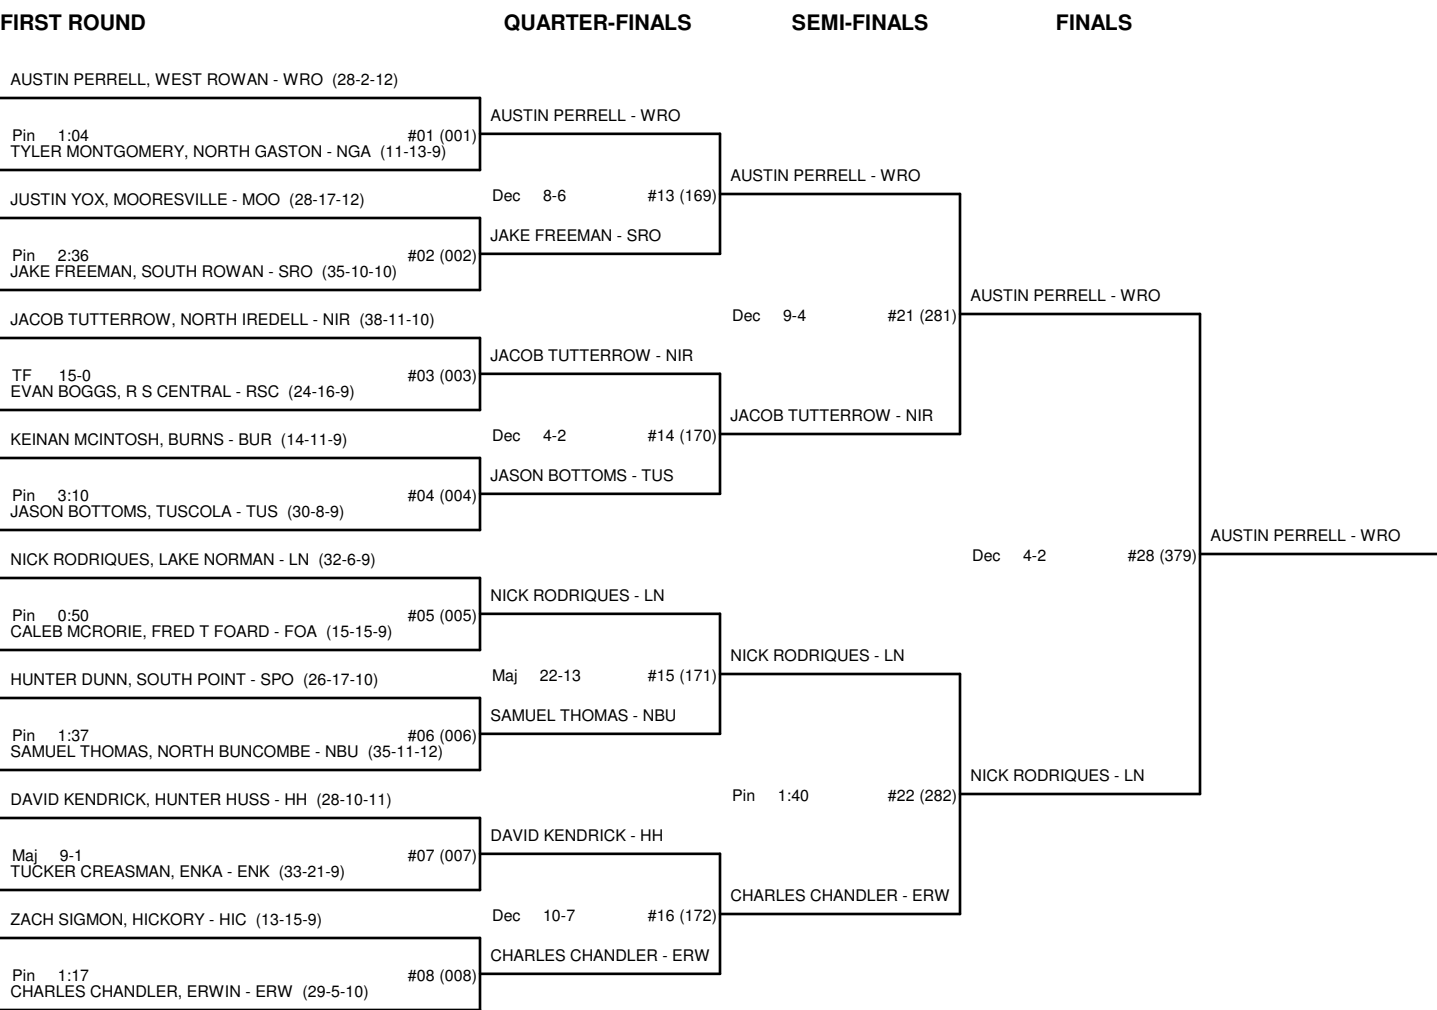 FIRST ROUND
QUARTER-FINALS
SEMI-FINALS
FINALS
AUSTIN PERRELL, WEST ROWAN - WRO (28-2-12)
Pin 1:04 #01 (001)
TYLER MONTGOMERY, NORTH GASTON - NGA (11-13-9)
JUSTIN YOX, MOORESVILLE - MOO (28-17-12)
Pin 2:36 #02 (002)
JAKE FREEMAN, SOUTH ROWAN - SRO (35-10-10)
JACOB TUTTERROW, NORTH IREDELL - NIR (38-11-10)
TF 15-0 #03 (003)
EVAN BOGGS, R S CENTRAL - RSC (24-16-9)
KEINAN MCINTOSH, BURNS - BUR (14-11-9)
Pin 3:10 #04 (004)
JASON BOTTOMS, TUSCOLA - TUS (30-8-9)
NICK RODRIQUES, LAKE NORMAN - LN (32-6-9)
Pin 0:50 #05 (005)
CALEB MCRORIE, FRED T FOARD - FOA (15-15-9)
HUNTER DUNN, SOUTH POINT - SPO (26-17-10)
Pin 1:37 #06 (006)
SAMUEL THOMAS, NORTH BUNCOMBE - NBU (35-11-12)
DAVID KENDRICK, HUNTER HUSS - HH (28-10-11)
Maj 9-1 #07 (007)
TUCKER CREASMAN, ENKA - ENK (33-21-9)
ZACH SIGMON, HICKORY - HIC (13-15-9)
Pin 1:17 #08 (008)
CHARLES CHANDLER, ERWIN - ERW (29-5-10)
AUSTIN PERRELL - WRO
Dec 8-6 #13 (169)
JAKE FREEMAN - SRO
JACOB TUTTERROW - NIR
Dec 4-2 #14 (170)
JASON BOTTOMS - TUS
NICK RODRIQUES - LN
Maj 22-13 #15 (171)
SAMUEL THOMAS - NBU
DAVID KENDRICK - HH
Dec 10-7 #16 (172)
CHARLES CHANDLER - ERW
AUSTIN PERRELL - WRO
Dec 9-4 #21 (281)
JACOB TUTTERROW - NIR
NICK RODRIQUES - LN
Pin 1:40 #22 (282)
CHARLES CHANDLER - ERW
AUSTIN PERRELL - WRO
Dec 4-2 #28 (379)
NICK RODRIQUES - LN
AUSTIN PERRELL - WRO